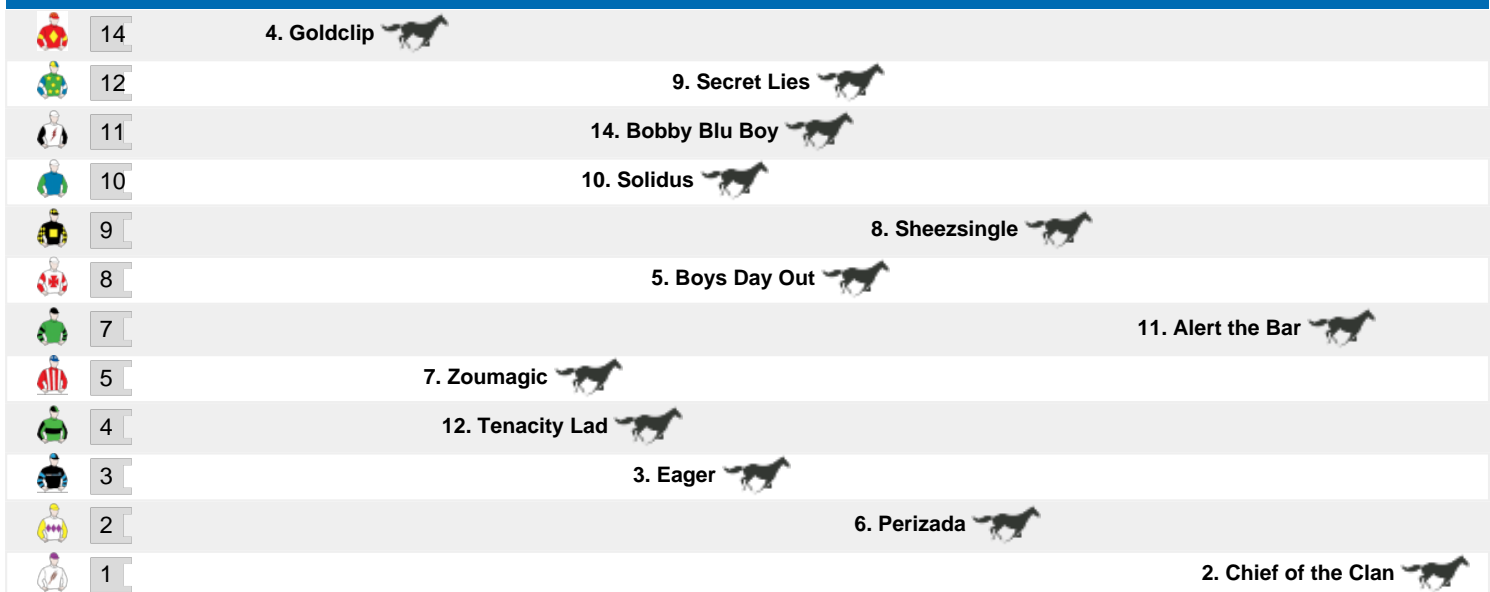 14 4. Goldclip
12 9. Secret Lies
11 14. Bobby Blu Boy
10 10. Solidus
9 8. Sheezsingle
8 5. Boys Day Out
7 11. Alert the Bar
5 7. Zoumagic
4 12. Tenacity Lad
3 3. Eager
2 6. Perizada
1 2. Chief of the Clan